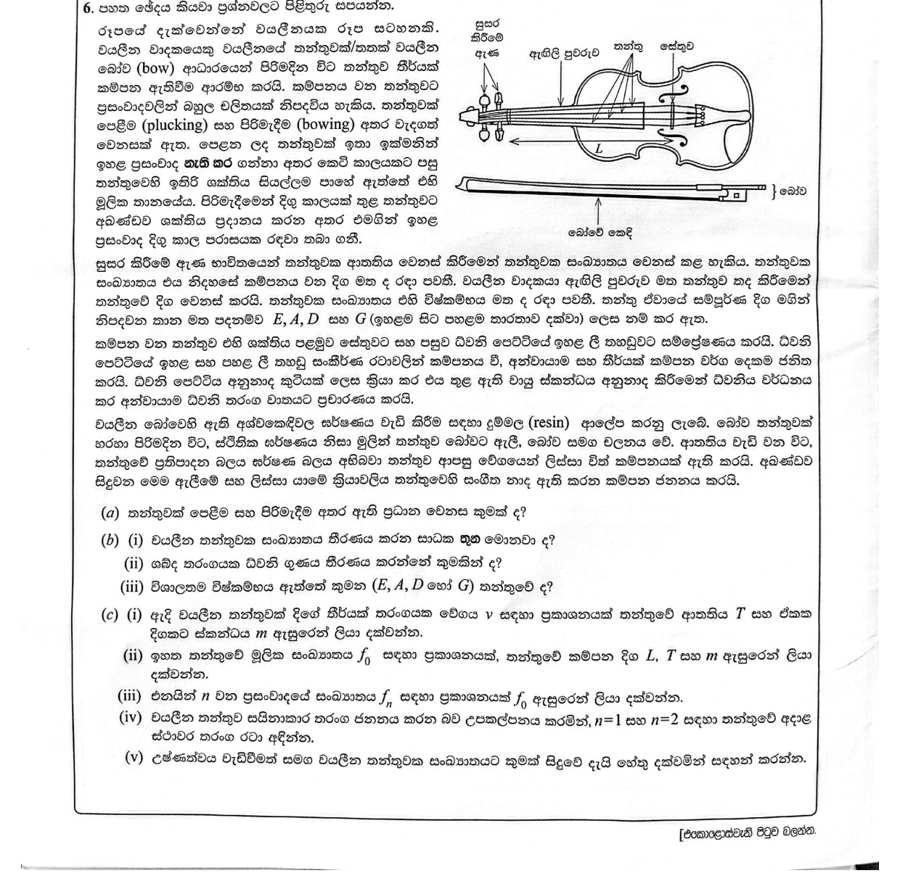 6. පහත ඡේදය කියවා ප්‍රශ්නවලට පිළිතුරු සපයන්න.
රූපයේ දැක්වෙන්නේ වයලීනයක රූප සටහනකි.
වයලීන වාදකයෙකු වයලීනයේ තන්තුවක්/තතක් වයලීන
බෝව (bow) ආධාරයෙන් පිරිමදින විට තන්තුව තීර්යක්
කම්පන ඇතිවීම ආරම්භ කරයි. කම්පනය වන තන්තුවට
ප්‍රසංවාදවලින් බහුල චලිතයක් නිපදවිය හැකිය. තන්තුවක්
පෙළීම (plucking) සහ පිරිමැදීම (bowing) අතර වැදගත්
වෙනසක් ඇත. පෙළන ලද තන්තුවක් ඉතා ඉක්මනින්
ඉහළ ප්‍රසංවාද නැති කර ගන්නා අතර කෙටි කාලයකට පසු
තන්තුවෙහි ඉතිරි ශක්තිය සියල්ලම පාහේ ඇත්තේ එහි
මූලික තානයේය. පිරිමැදීමෙන් දිගු කාලයක් තුළ තන්තුවට
අඛණ්ඩව ශක්තිය ප්‍රදානය කරන අතර එමගින් ඉහළ
ප්‍රසංවාද දිගු කාල පරාසයක රඳවා තබා ගනී.
සුසර
කිරීමේ
ඇණ
ඇඟිලි පුවරුව
තන්තු
සේතුව
L
බෝව
බෝවේ කෙඳි
සුසර කිරීමේ ඇණ භාවිතයෙන් තන්තුවක ආතතිය වෙනස් කිරීමෙන් තන්තුවක සංඛ්‍යාතය වෙනස් කළ හැකිය. තන්තුවක
සංඛ්‍යාතය එය නිදහසේ කම්පනය වන දිග මත ද රඳා පවතී. වයලීන වාදකයා ඇඟිලි පුවරුව මත තන්තුව තද කිරීමෙන්
තන්තුවේ දිග වෙනස් කරයි. තන්තුවක සංඛ්‍යාතය එහි විෂ්කම්භය මත ද රඳා පවතී. තන්තු ඒවායේ සම්පූර්ණ දිග මගින්
නිපදවන තාන මත පදනම්ව E, A, D සහ G (ඉහළම සිට පහළම තාරතාව දක්වා) ලෙස නම් කර ඇත.
කම්පන වන තන්තුව එහි ශක්තිය පළමුව සේතුවට සහ පසුව ධ්වනි පෙට්ටියේ ඉහළ ලී තහඩුවට සම්ප්‍රේෂණය කරයි. ධ්වනි
පෙට්ටියේ ඉහළ සහ පහළ ලී තහඩු සංකීර්ණ රටාවලින් කම්පනය වී, අන්වායාම සහ තීර්යක් කම්පන වර්ග දෙකම ජනිත
කරයි. ධ්වනි පෙට්ටිය අනුනාද කුටියක් ලෙස ක්‍රියා කර එය තුළ ඇති වායු ස්කන්ධය අනුනාද කිරීමෙන් ධ්වනිය වර්ධනය
කර අන්වායාම ධ්වනි තරංග වාතයට ප්‍රචාරණය කරයි.
වයලීන බෝවෙහි ඇති අශ්වකෙඳිවල ඝර්ෂණය වැඩි කිරීම සඳහා දුම්මල (resin) ආලේප කරනු ලැබේ. බෝව තන්තුවක්
හරහා පිරිමදින විට, ස්ථිතික ඝර්ෂණය නිසා මුලින් තන්තුව බෝවට ඇලී, බෝව සමග චලනය වේ. ආතතිය වැඩි වන විට,
තන්තුවේ ප්‍රතිපාදන බලය ඝර්ෂණ බලය අභිබවා තන්තුව ආපසු වේගයෙන් ලිස්සා විත් කම්පනයක් ඇති කරයි. අඛණ්ඩව
සිදුවන මෙම ඇලීමේ සහ ලිස්සා යාමේ ක්‍රියාවලිය තන්තුවෙහි සංගීත නාද ඇති කරන කම්පන ජනනය කරයි.
(a) තන්තුවක් පෙළීම සහ පිරිමැදීම අතර ඇති ප්‍රධාන වෙනස කුමක් ද?
(b) (i) වයලීන තන්තුවක සංඛ්‍යාතය තීරණය කරන සාධක තුන මොනවා ද?
(ii) ශබ්ද තරංගයක ධ්වනි ගුණය තීරණය කරන්නේ කුමකින් ද?
(iii) විශාලතම විෂ්කම්භය ඇත්තේ කුමන (E, A, D හෝ G) තන්තුවේ ද?
(c) (i) ඇදි වයලීන තන්තුවක් දිගේ තීර්යක් තරංගයක වේගය v සඳහා ප්‍රකාශනයක් තන්තුවේ ආතතිය T සහ ඒකක
දිගකට ස්කන්ධය m ඇසුරෙන් ලියා දක්වන්න.
(ii) ඉහත තන්තුවේ මූලික සංඛ්‍යාතය f₀ සඳහා ප්‍රකාශනයක්, තන්තුවේ කම්පන දිග L, T සහ m ඇසුරෙන් ලියා
දක්වන්න.
(iii) එනයින් n වන ප්‍රසංවාදයේ සංඛ්‍යාතය fₙ සඳහා ප්‍රකාශනයක් f₀ ඇසුරෙන් ලියා දක්වන්න.
(iv) වයලීන තන්තුව සයිනාකාර තරංග ජනනය කරන බව උපකල්පනය කරමින්, n=1 සහ n=2 සඳහා තන්තුවේ අදාළ
ස්ථාවර තරංග රටා අඳින්න.
(v) උෂ්ණත්වය වැඩිවීමත් සමග වයලීන තන්තුවක සංඛ්‍යාතයට කුමක් සිදුවේ දැයි හේතු දක්වමින් සඳහන් කරන්න.
[එකොළොස්වැනි පිටුව බලන්න.